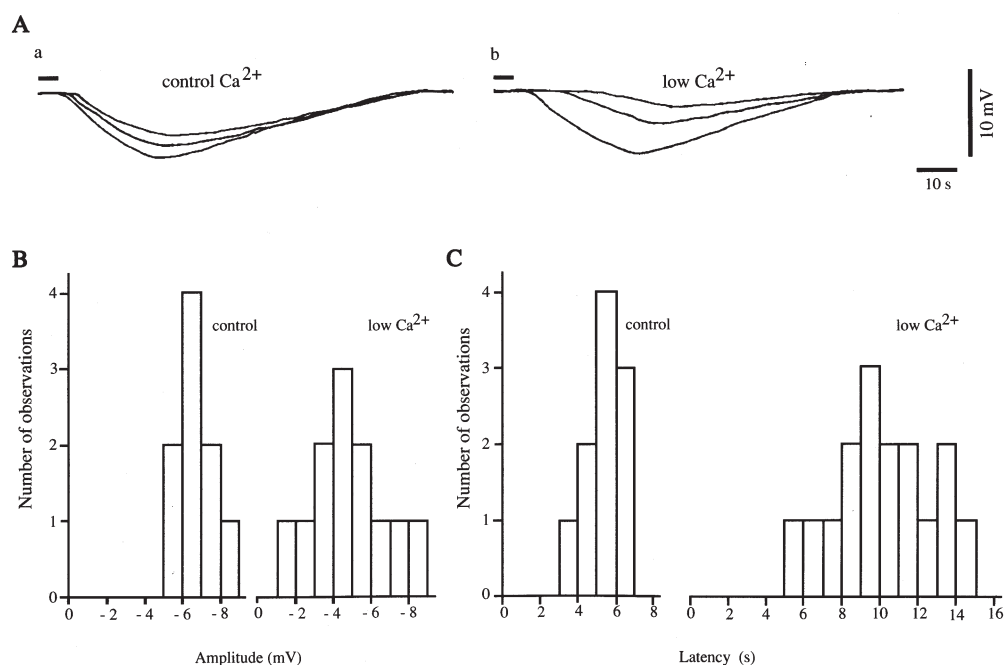 A
a
control Ca2+
b
low Ca2+
10 mV
10 s
B
Number of observations
4
3
2
1
0
control
low Ca2+
0 - 2 - 4 - 6 - 8 0 -2 - 4 - 6 - 8
Amplitude (mV)
C
Number of observations
4
3
2
1
0
control
low Ca2+
0 2 4 6 8 0 2 4 6 8 10 12 14 16
Latency (s)